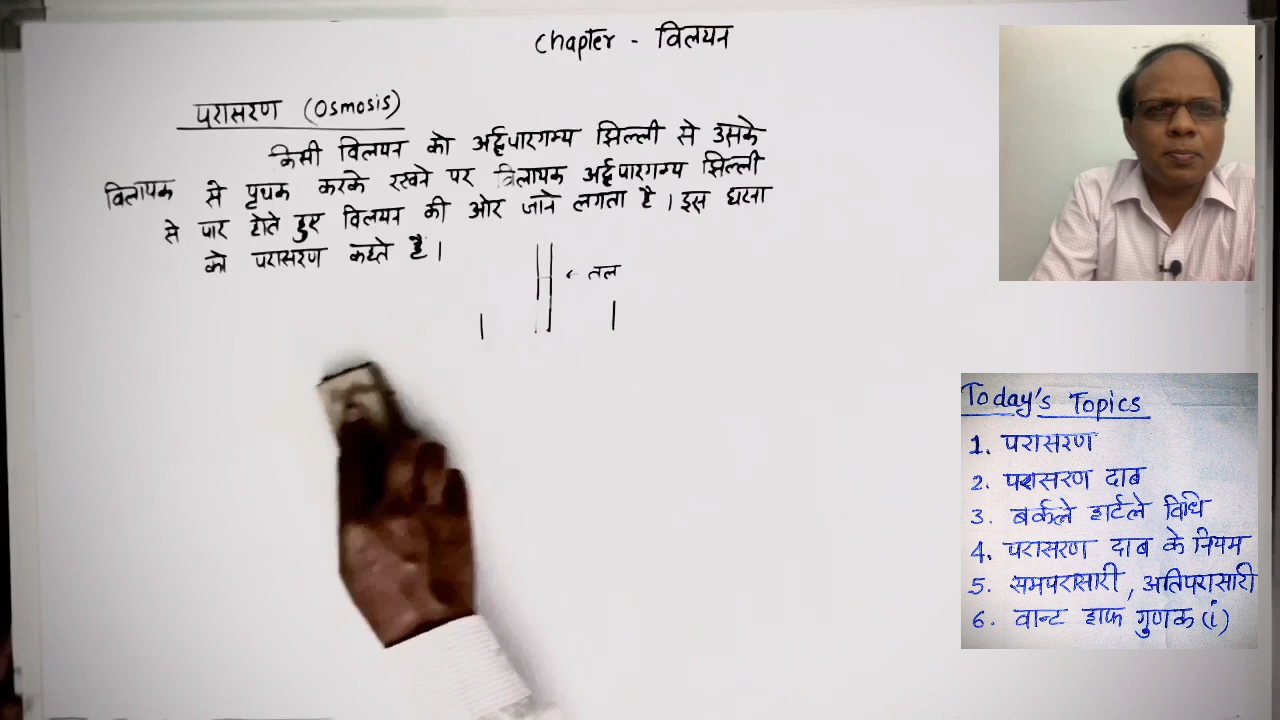 Chapter - विलयन
परासरण (Osmosis)
किसी विलयन को अर्द्धपारगम्य झिल्ली से उसके
विलायक से पृथक करके रखने पर विलायक अर्द्धपारगम्य झिल्ली
से पार होते हुए विलयन की ओर जाने लगता है। इस घटना
को परासरण कहते है।
← तल
Today's Topics
1. परासरण
2. परासरण दाब
3. बर्कले हार्टले विधि
4. परासरण दाब के नियम
5. समपरासारी, अतिपरासारी
6. वान्ट हाफ गुणक (i)